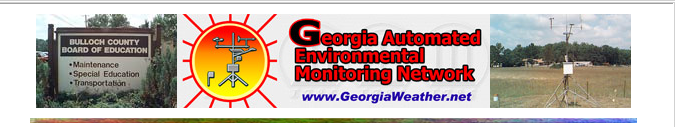 BULLOCH COUNTY
BOARD OF EDUCATION
•Maintenance
•Special Education
•Transportation
Georgia Automated
Environmental
Monitoring Network
www.GeorgiaWeather.net